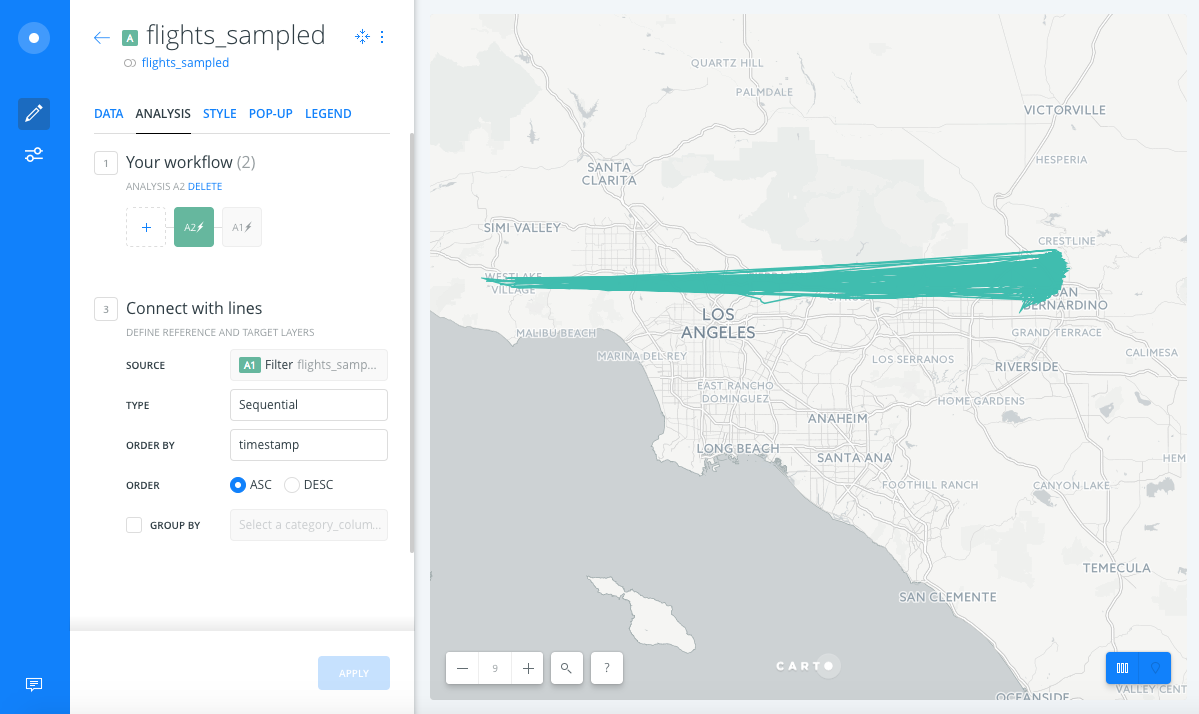 A flights_sampled
flights_sampled
DATA ANALYSIS STYLE POP-UP LEGEND
1 Your workflow (2)
ANALYSIS A2 DELETE
+ A2 A1
3 Connect with lines
DEFINE REFERENCE AND TARGET LAYERS
SOURCE A1 Filter flights_samp...
TYPE Sequential
ORDER BY timestamp
ORDER ASC DESC
GROUP BY Select a category_colum...
APPLY
QUARTZ HILL
PALMDALE
VICTORVILLE
HESPERIA
SANTA
CLARITA
SIMI VALLEY
CRESTLINE
WESTLAKE
VILLAGE
SAN
BERNARDINO
LOS
ANGELES
MALIBU BEACH
GRAND TERRACE
MARINA DEL REY
LOS SERRANOS
CALIMESA
RIVERSIDE
EAST RANCHO
DOMINGUEZ
HOME GARDENS
ANAHEIM
LONG BEACH
SANTA ANA
HEM
FOOTHILL RANCH
CANYON LAKE
TEMECULA
SAN CLEMENTE
— 9 +
?
CARTO
VALLEY CENT
OCEANSIDE